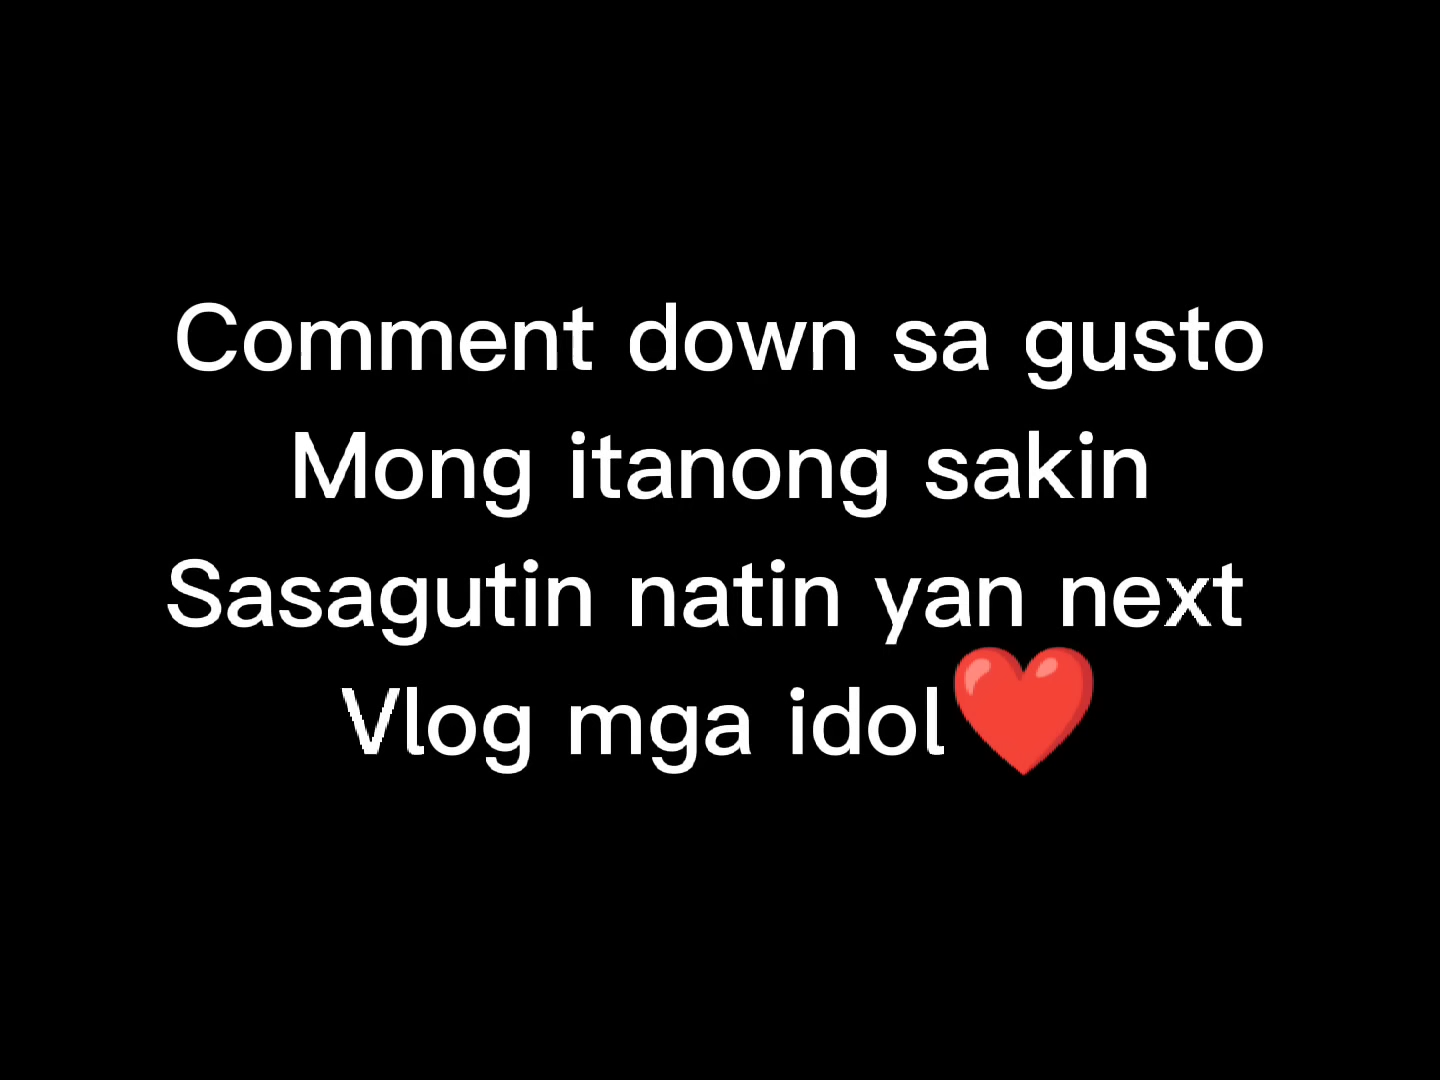 Comment down sa gusto
Mong itanong sakin
Sasagutin natin yan next
Vlog mga idol❤️